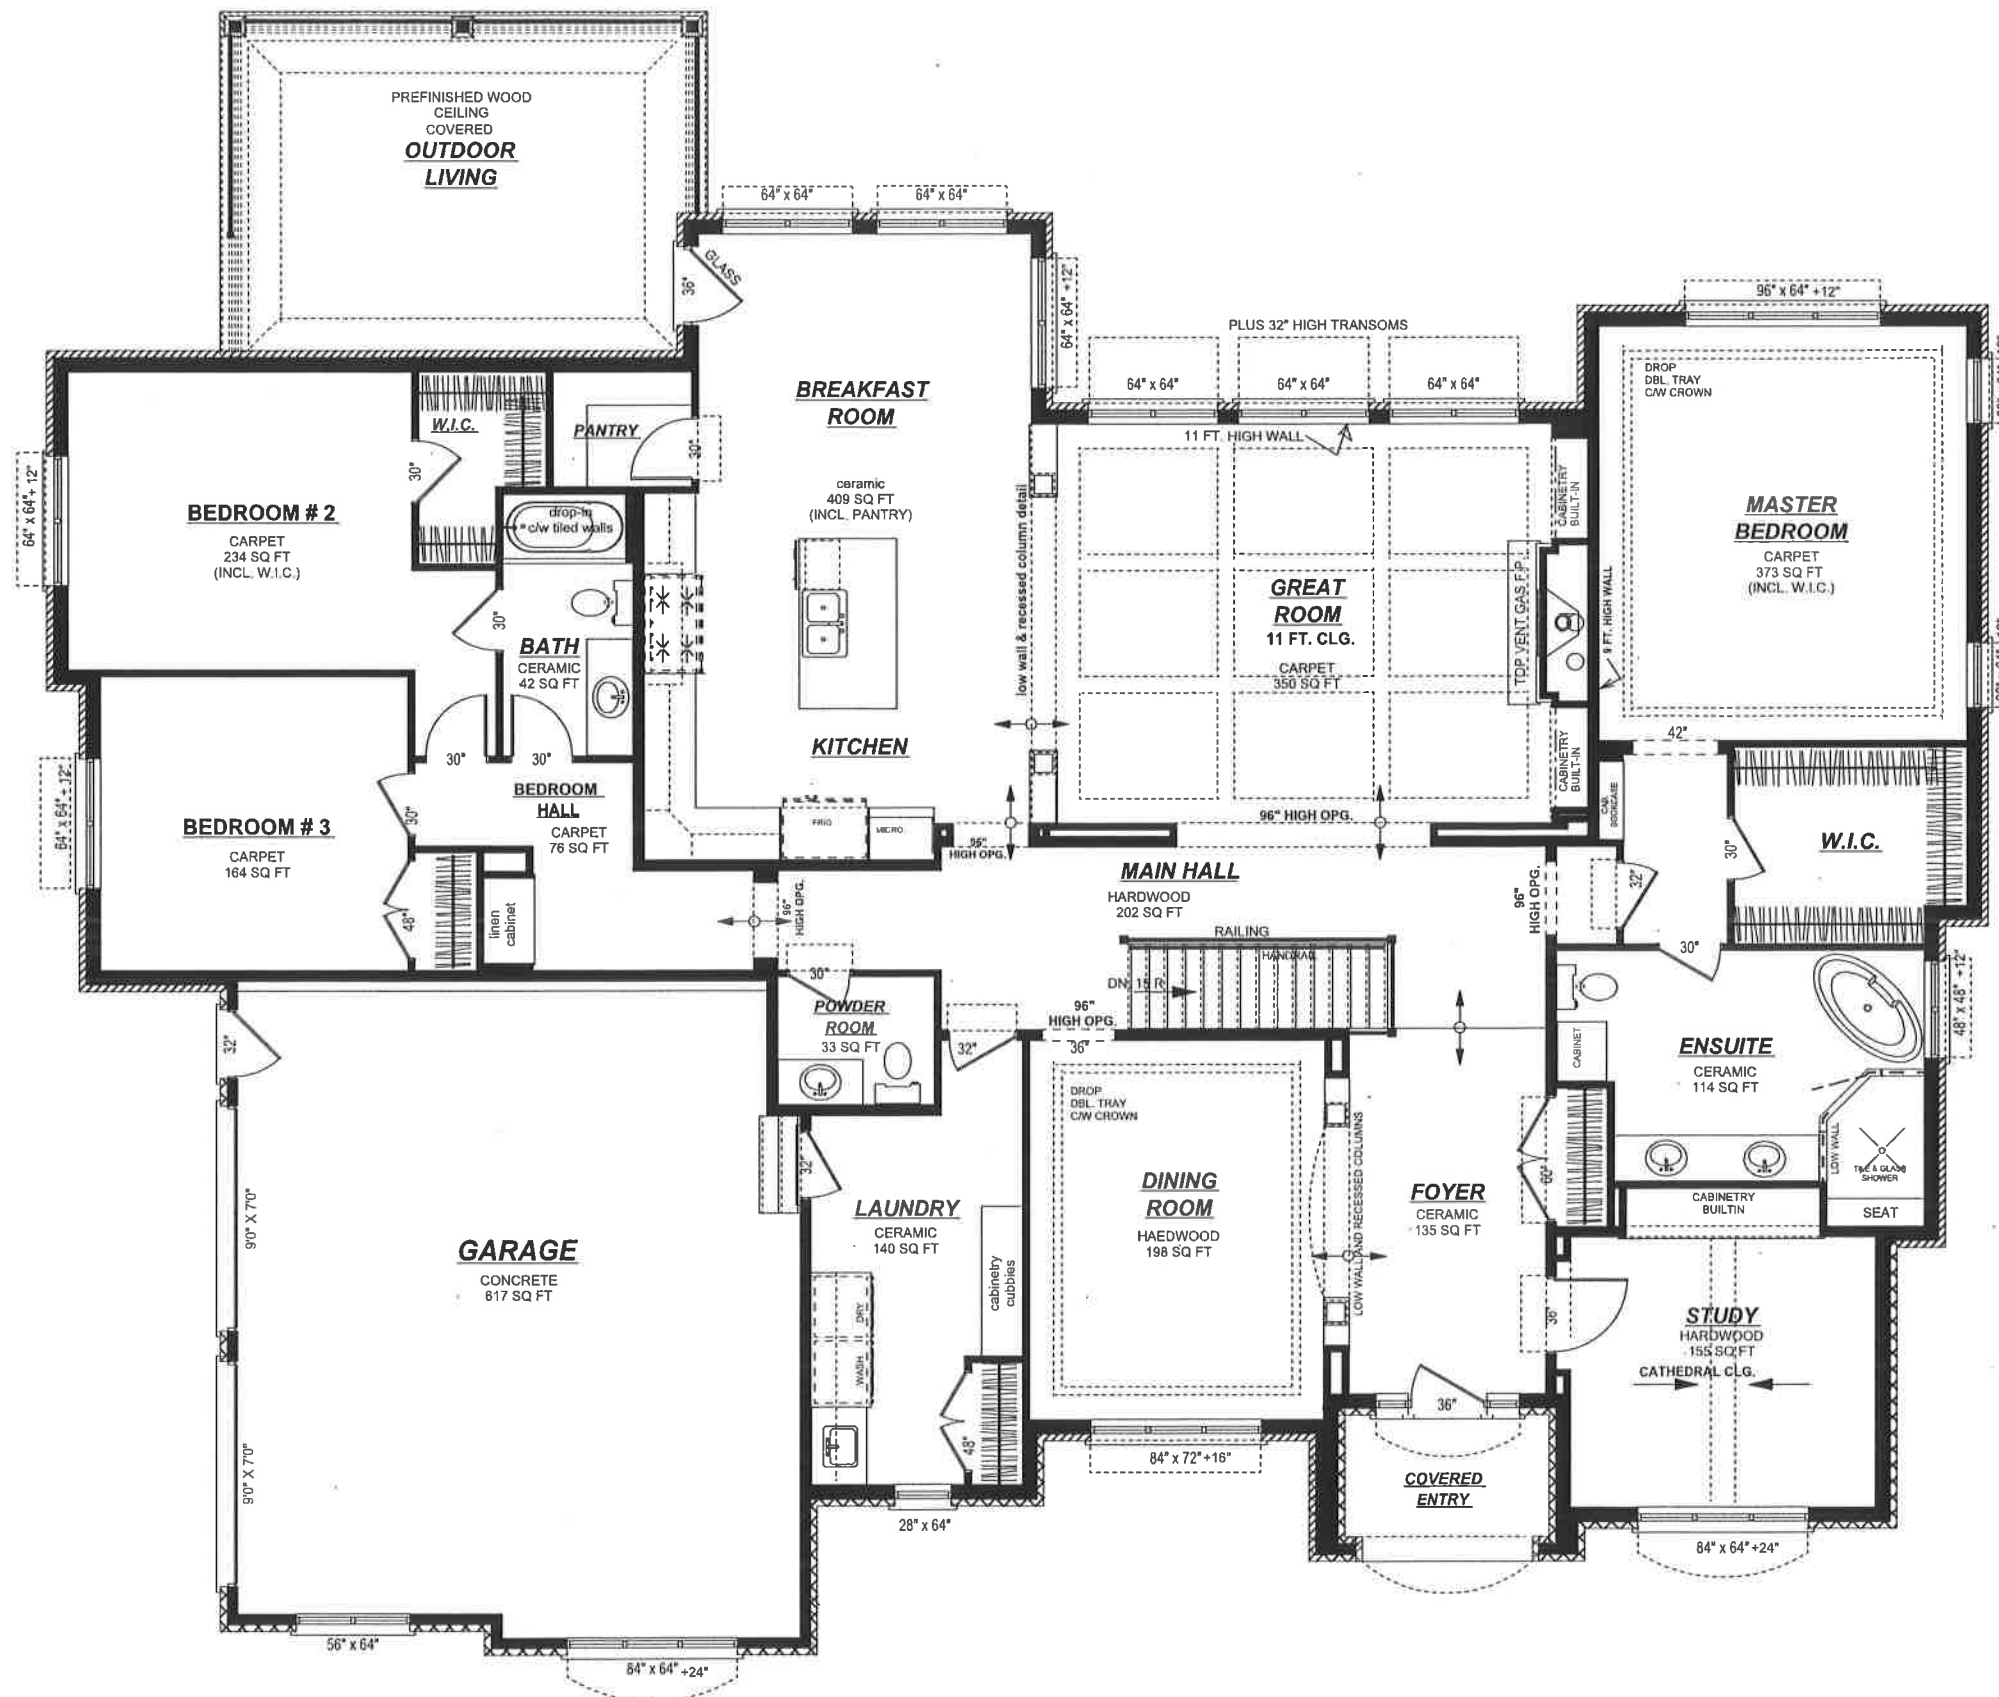 PREFINISHED WOOD
CEILING
COVERED
OUTDOOR
LIVING
64" x 64"
64" x 64"
GLASS
36"
64" x 64" +12"
96" x 64" +12"
PLUS 32" HIGH TRANSOMS
64" x 64"
64" x 64"
64" x 64"
11 FT. HIGH WALL
DROP
DBL. TRAY
C/W CROWN
BREAKFAST
ROOM
ceramic
409 SQ FT
(INCL. PANTRY)
W.I.C.
30"
PANTRY
30"
64" x 64"+ 12"
BEDROOM # 2
CARPET
234 SQ FT
(INCL. W.I.C.)
drop-in
c/w tiled walls
30"
BATH
CERAMIC
42 SQ FT
low wall & recessed column detail
CABINETRY
BUILT-IN
GREAT
ROOM
11 FT. CLG.
CARPET
350 SQ FT
TOP VENT GAS F.P.
9 FT. HIGH WALL
MASTER
BEDROOM
CARPET
373 SQ FT
(INCL. W.I.C.)
KITCHEN
CABINETRY
BUILT-IN
42"
30"
30"
BEDROOM
HALL
CARPET
76 SQ FT
30"
64" x 64"+ 12"
BEDROOM # 3
CARPET
164 SQ FT
48"
linen
cabinet
FRIG
MICRO.
96"
HIGH OPG.
96" HIGH OPG.
CAB.
BOOKCASE
W.I.C.
30"
32"
MAIN HALL
HARDWOOD
202 SQ FT
96"
HIGH OPG.
96"
HIGH OPG.
RAILING
HANDRAIL
DN. 15 R
30"
30"
POWDER
ROOM
33 SQ FT
32"
96"
HIGH OPG.
36"
32"
CABINET
ENSUITE
CERAMIC
114 SQ FT
48" x 48" +12"
DROP
DBL. TRAY
C/W CROWN
LOW WALL AND RECESSED COLUMNS
60"
LOW WALL
TILE & GLASS
SHOWER
SEAT
CABINETRY
BUILTIN
9'0" X 7'0"
GARAGE
CONCRETE
617 SQ FT
32"
LAUNDRY
CERAMIC
140 SQ FT
cabinetry
cubbies
DRY
WASH
48"
DINING
ROOM
HAEDWOOD
198 SQ FT
FOYER
CERAMIC
135 SQ FT
36"
STUDY
HARDWOOD
155 SQ FT
CATHEDRAL CLG.
36"
9'0" X 7'0"
84" x 72"+16"
COVERED
ENTRY
28" x 64"
84" x 64"+24"
56" x 64"
84" x 64" +24"